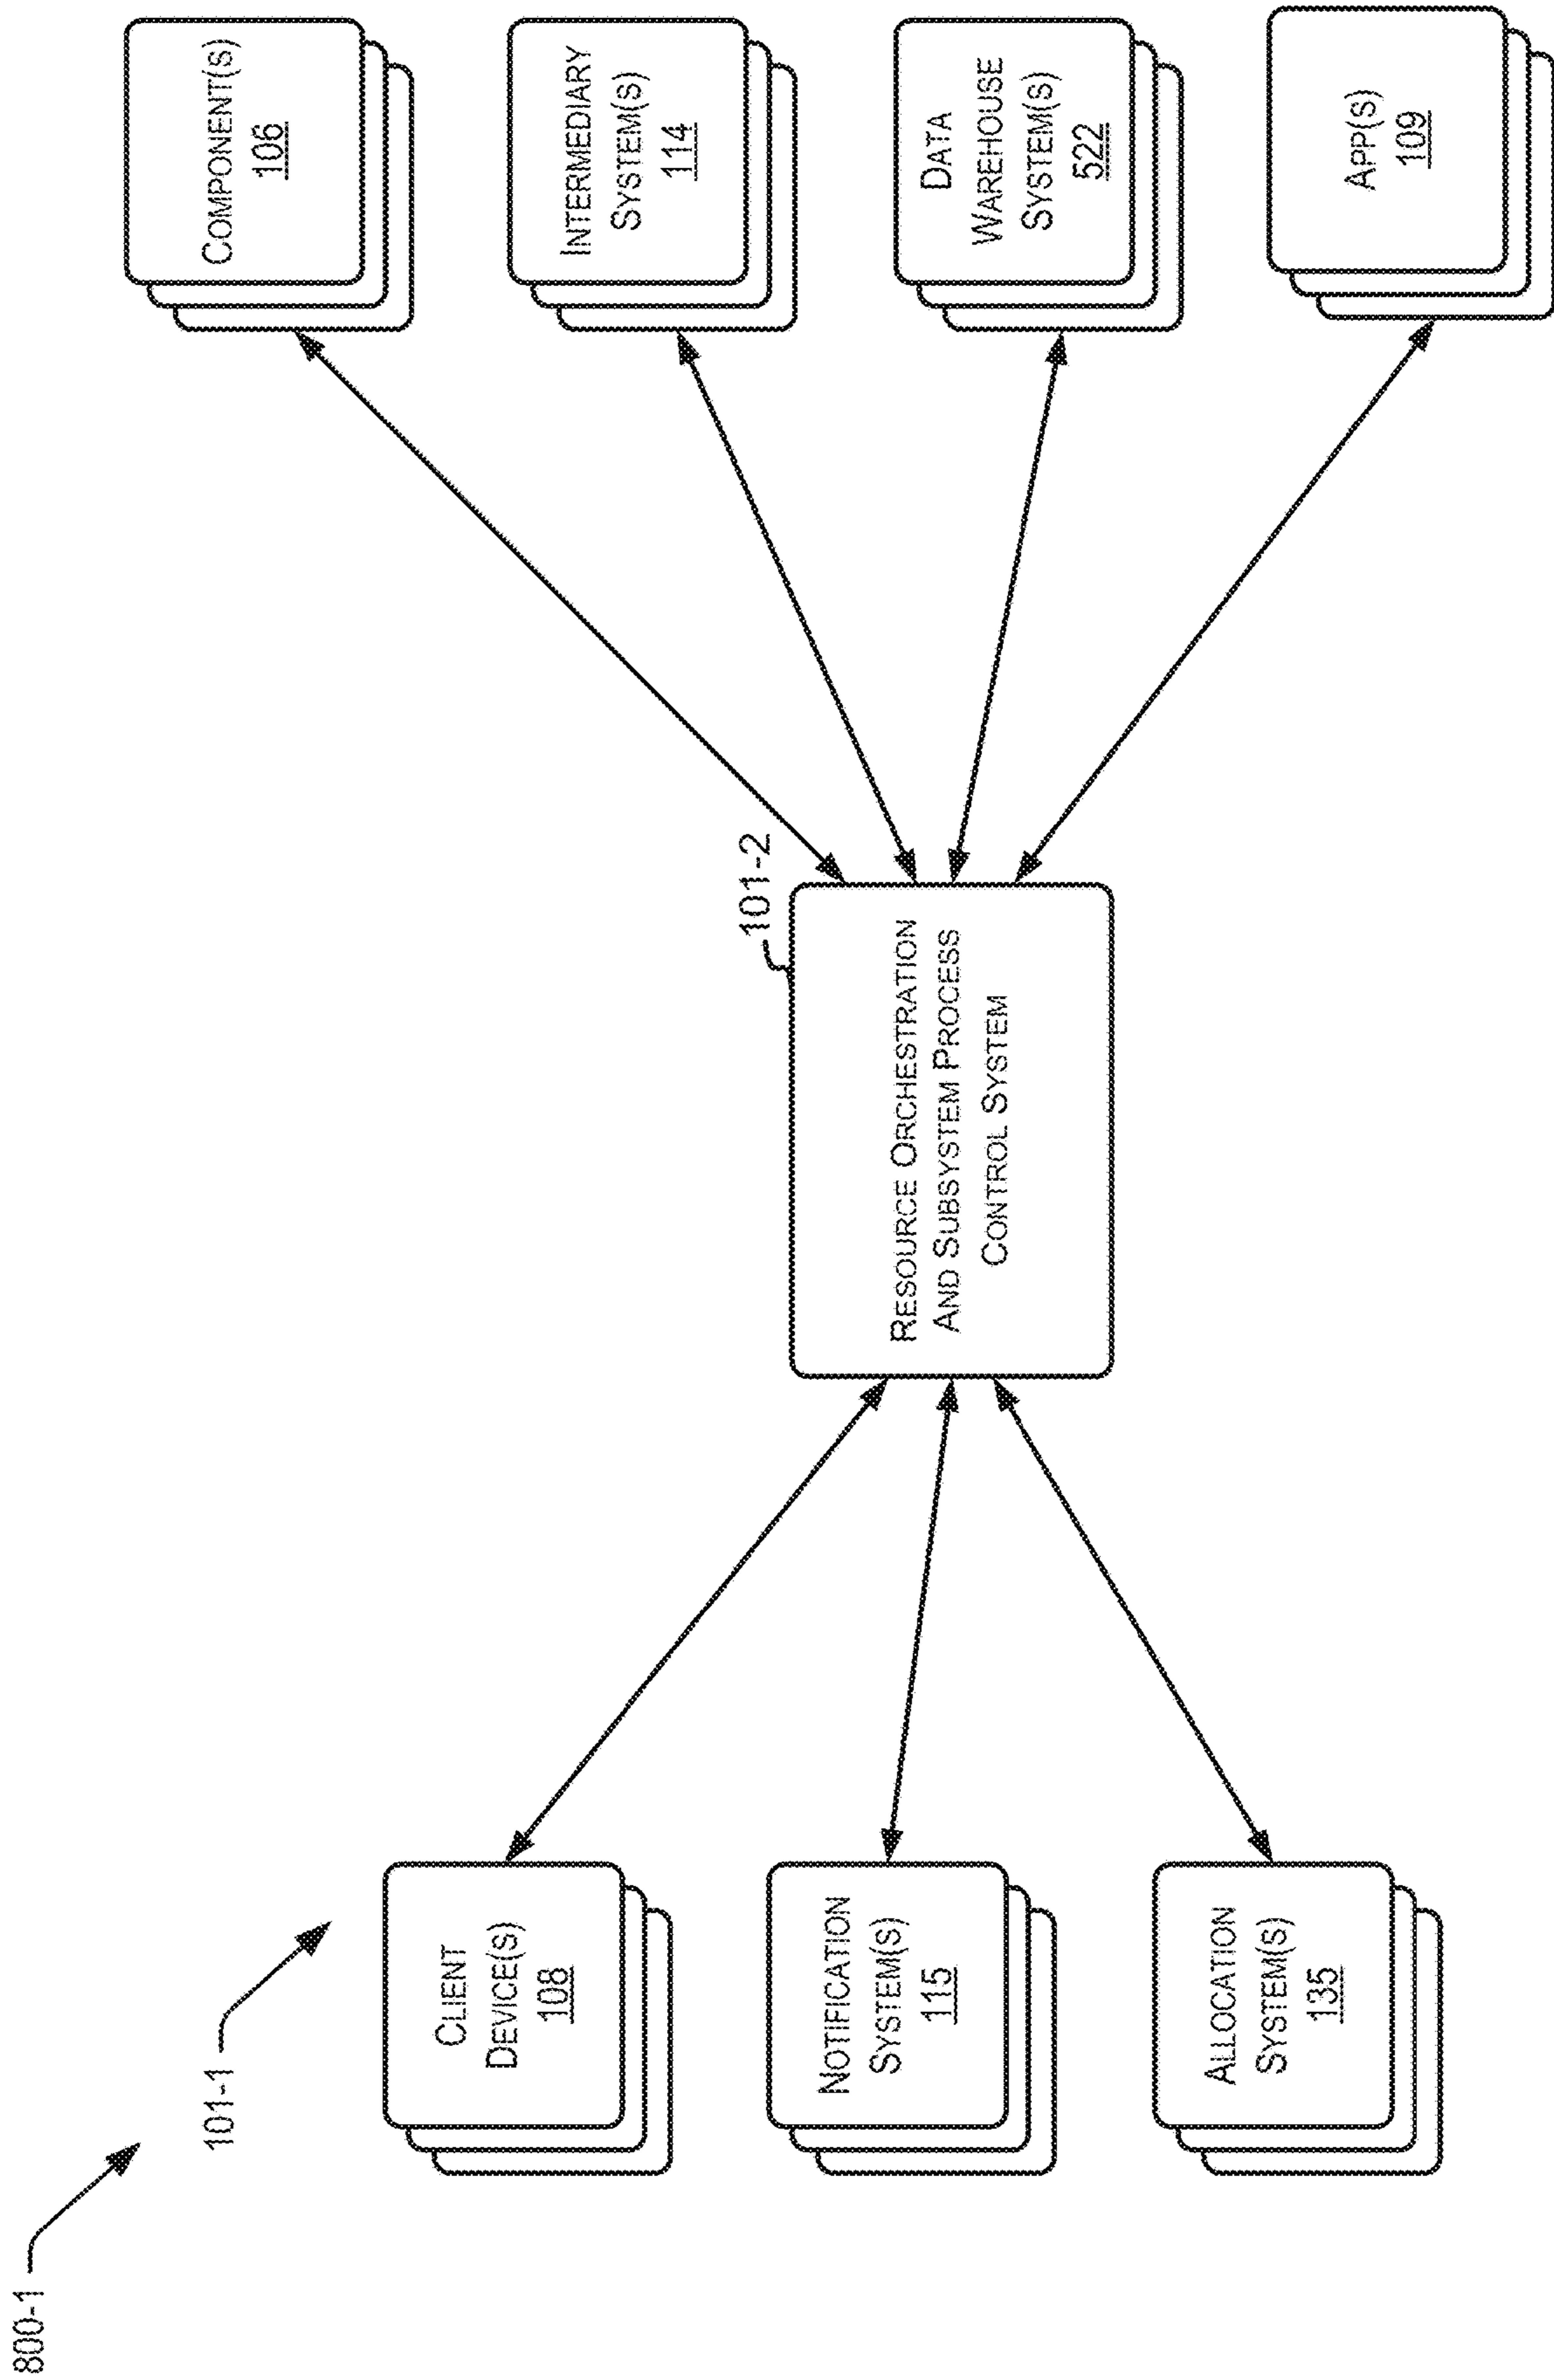 800-1
101-1
CLIENT
DEVICE(S)
108
NOTIFICATION
SYSTEM(S)
115
ALLOCATION
SYSTEM(S)
135
101-2
RESOURCE ORCHESTRATION
AND SUBSYSTEM PROCESS
CONTROL SYSTEM
COMPONENT(S)
106
INTERMEDIARY
SYSTEM(S)
114
DATA
WAREHOUSE
SYSTEM(S)
522
APP(S)
109